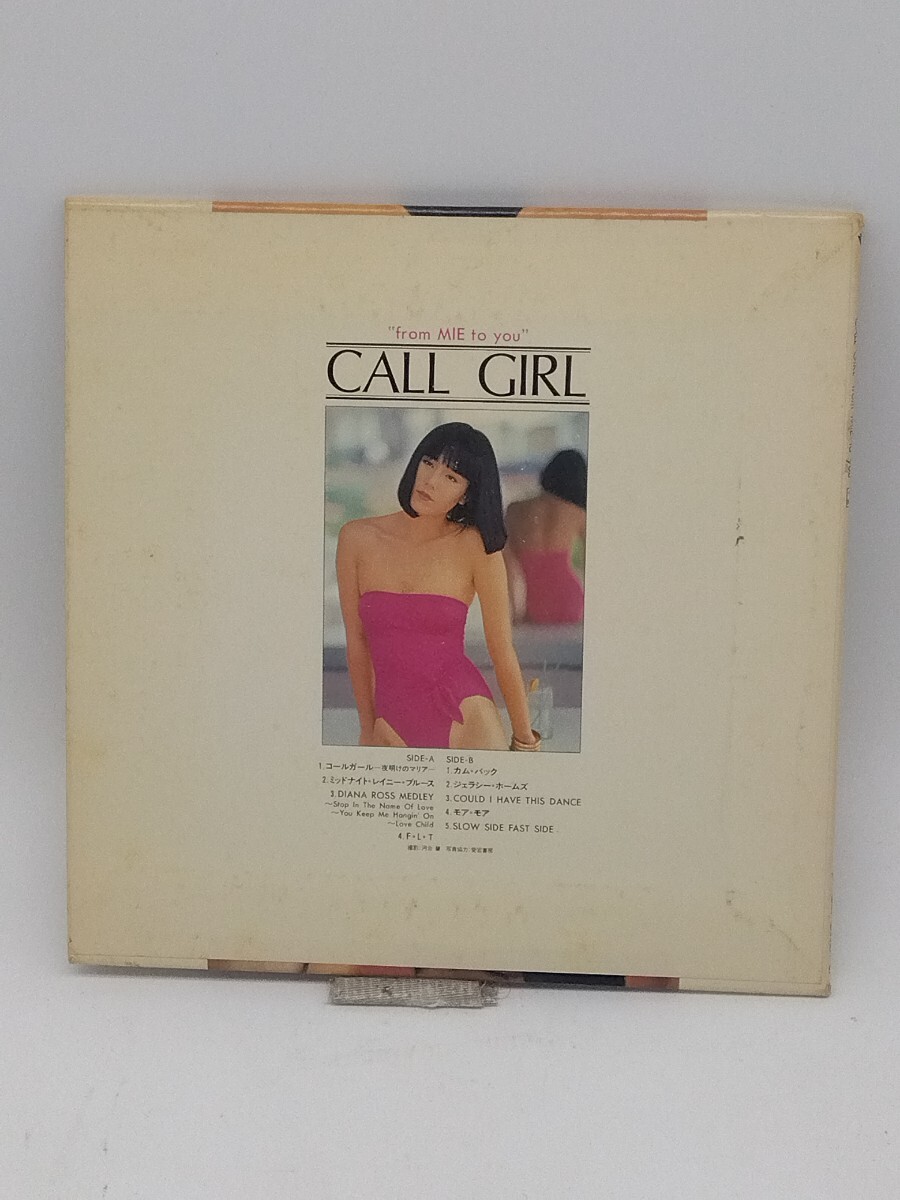 "from MIE to you"
CALL GIRL
SIDE-A
1.コールガール—夜明けのマリア—
2.ミッドナイト・レイニー・ブルース
3.DIANA ROSS MEDLEY
~Stop In The Name Of Love
~You Keep Me Hangin' On
~Love Child
4.F・L・T
SIDE-B
1.カム・バック
2.ジェラシー・ホームズ
3.COULD I HAVE THIS DANCE
4.モア・モア
5.SLOW SIDE FAST SIDE